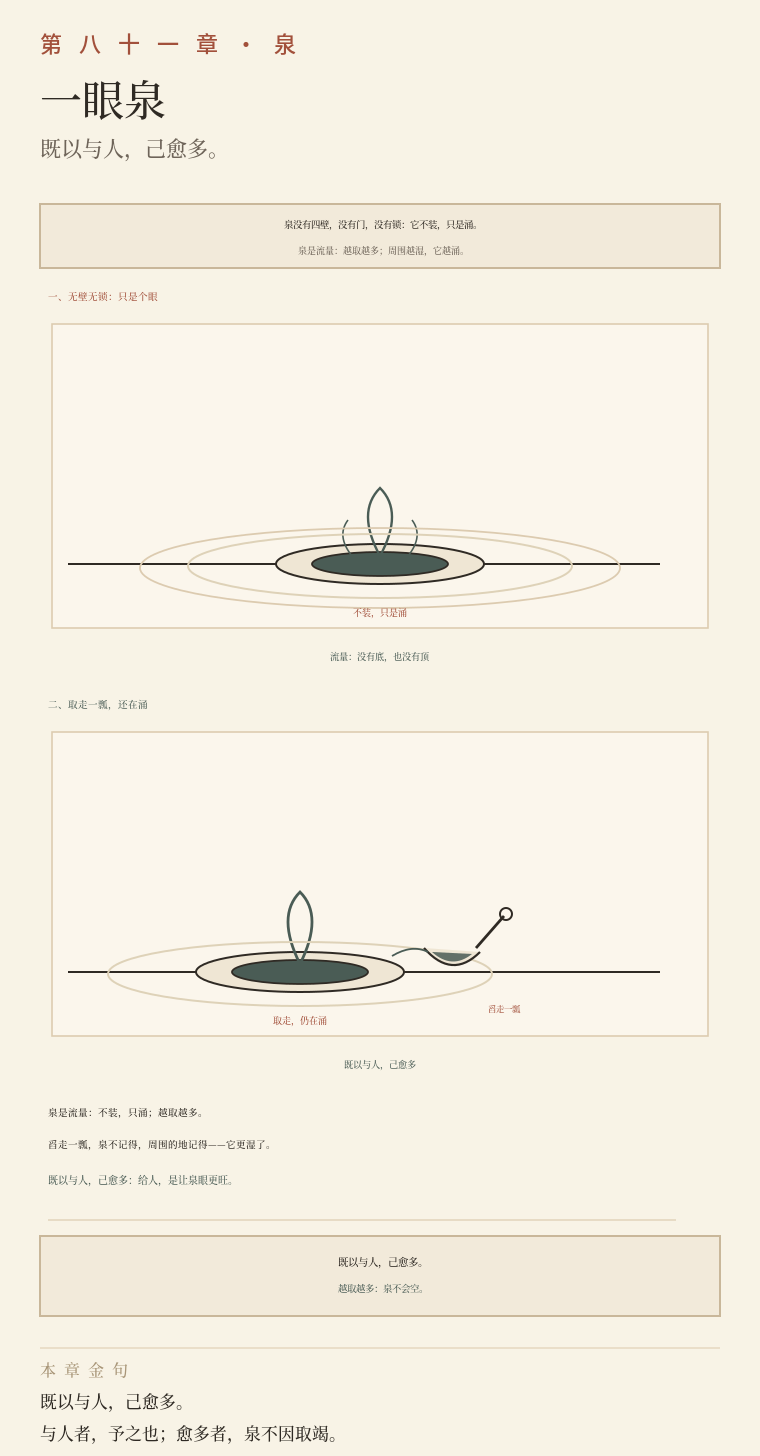 第八十一章·泉
一眼泉
既以与人，己愈多。
泉没有四壁，没有门，没有锁：它不装，只是涌。
泉是流量：越取越多；周围越湿，它越涌。
一、无壁无锁：只是个眼
不装，只是涌
流量：没有底，也没有顶
二、取走一瓢，还在涌
舀走一瓢
取走，仍在涌
既以与人，己愈多
泉是流量：不装，只涌；越取越多。
舀走一瓢，泉不记得，周围的地记得——它更湿了。
既以与人，己愈多：给人，是让泉眼更旺。
既以与人，己愈多。
越取越多：泉不会空。
本章金句
既以与人，己愈多。
与人者，予之也；愈多者，泉不因取竭。